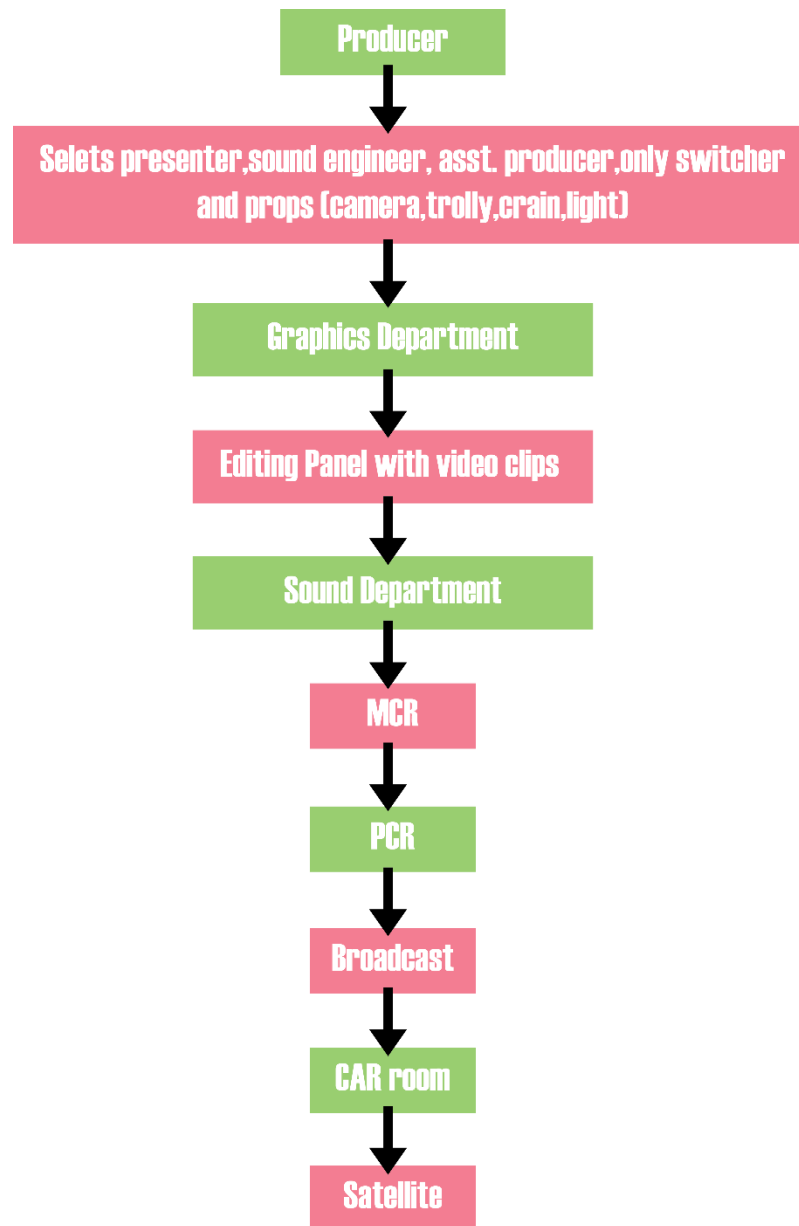 Producer
Selets presenter,sound engineer, asst. producer,only switcher
and props (camera,trolly,crain,light)
Graphics Department
Editing Panel with video clips
Sound Department
MCR
PCR
Broadcast
CAR room
Satellite